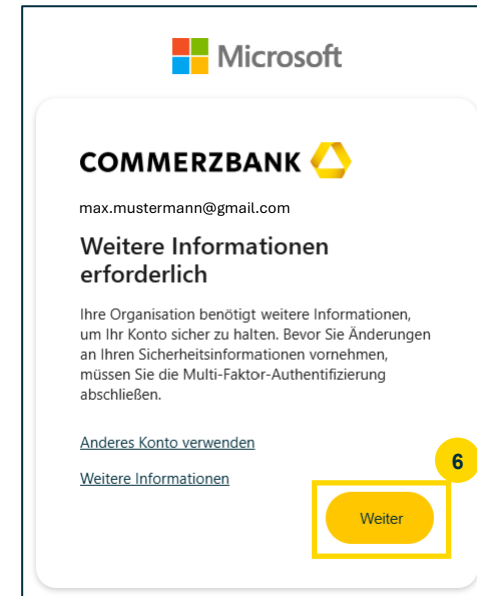 Microsoft
COMMERZBANK
max.mustermann@gmail.com
Weitere Informationen
erforderlich
Ihre Organisation benötigt weitere Informationen,
um Ihr Konto sicher zu halten. Bevor Sie Änderungen
an Ihren Sicherheitsinformationen vornehmen,
müssen Sie die Multi-Faktor-Authentifizierung
abschließen.
Anderes Konto verwenden
Weitere Informationen
6
Weiter